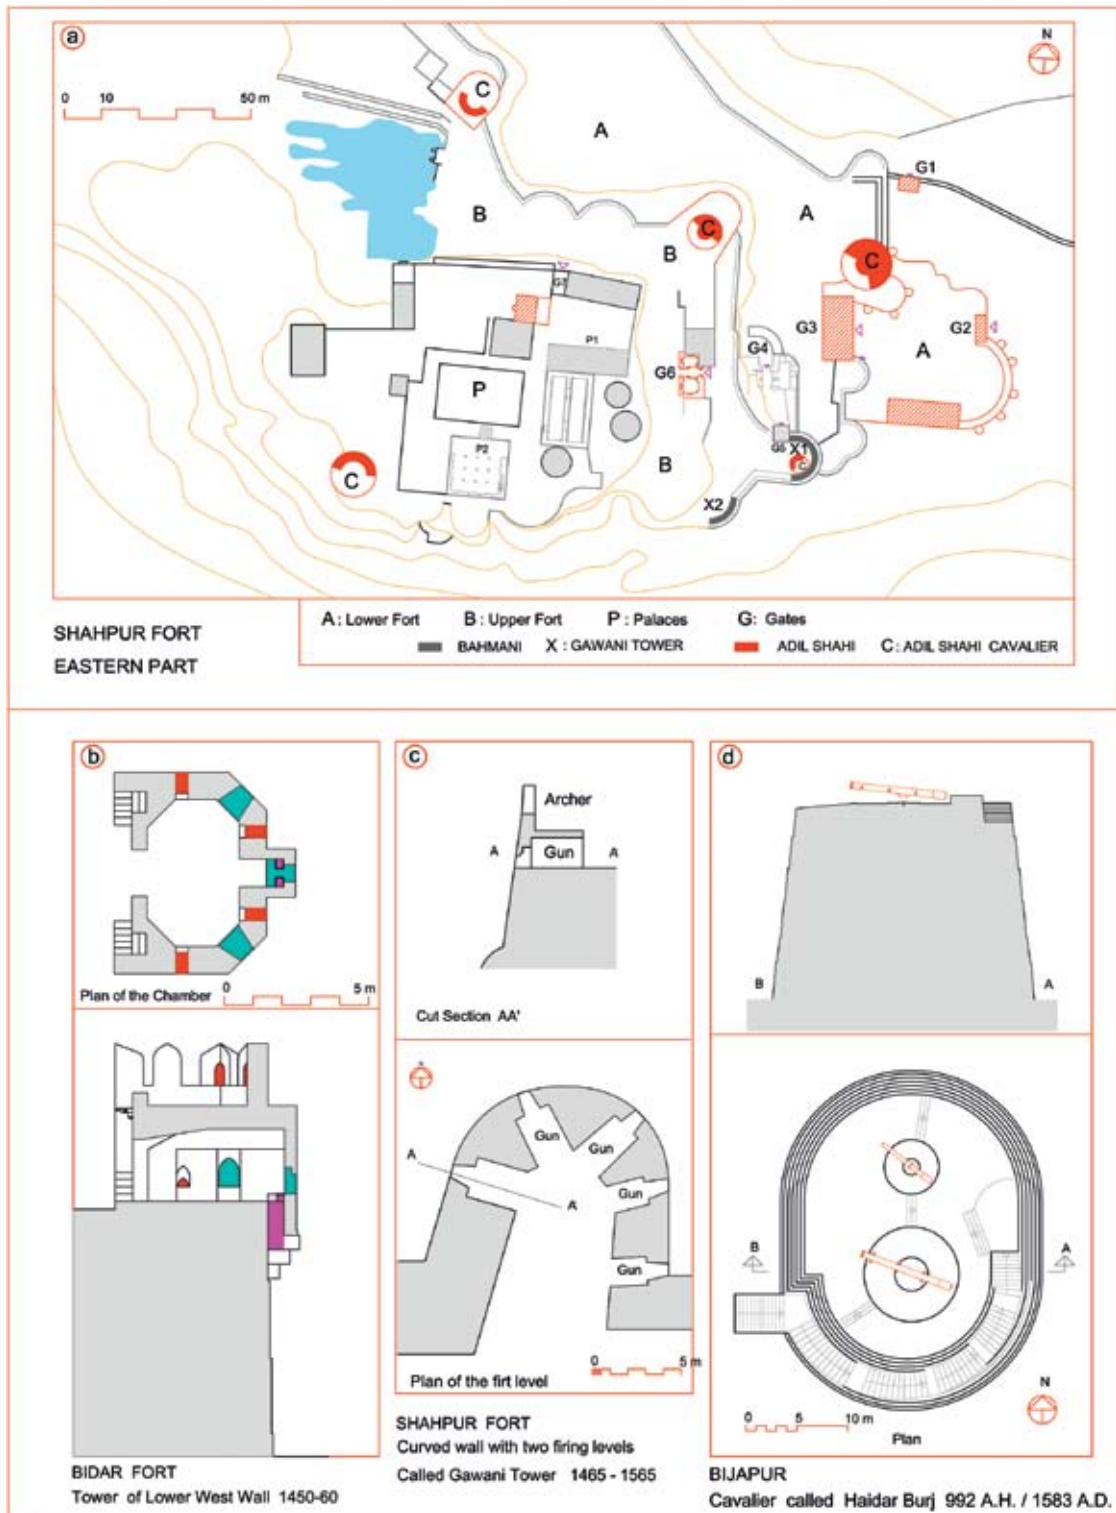 a
N
0 10 50 m
C
A
G1
B
A
C
B
C
G3
G2
A
P1
G4
G6
P
P2
X1
C
B
C
X2
A : Lower Fort B : Upper Fort P : Palaces G: Gates
BAHMANI X : GAWANI TOWER ADIL SHAHI C : ADIL SHAHI CAVALIER
SHAHPUR FORT
EASTERN PART
b
Plan of the Chamber
0 5 m
BIDAR FORT
Tower of Lower West Wall 1450-60
c
Archer
A Gun A
Cut Section AA'
Gun
Gun
A
A'
Gun
Gun
0 5 m
Plan of the firt level
SHAHPUR FORT
Curved wall with two firing levels
Called Gawani Tower 1465 - 1565
d
B A
B A
N
0 5 10 m
Plan
BIJAPUR
Cavalier called Haidar Burj 992 A.H. / 1583 A.D.